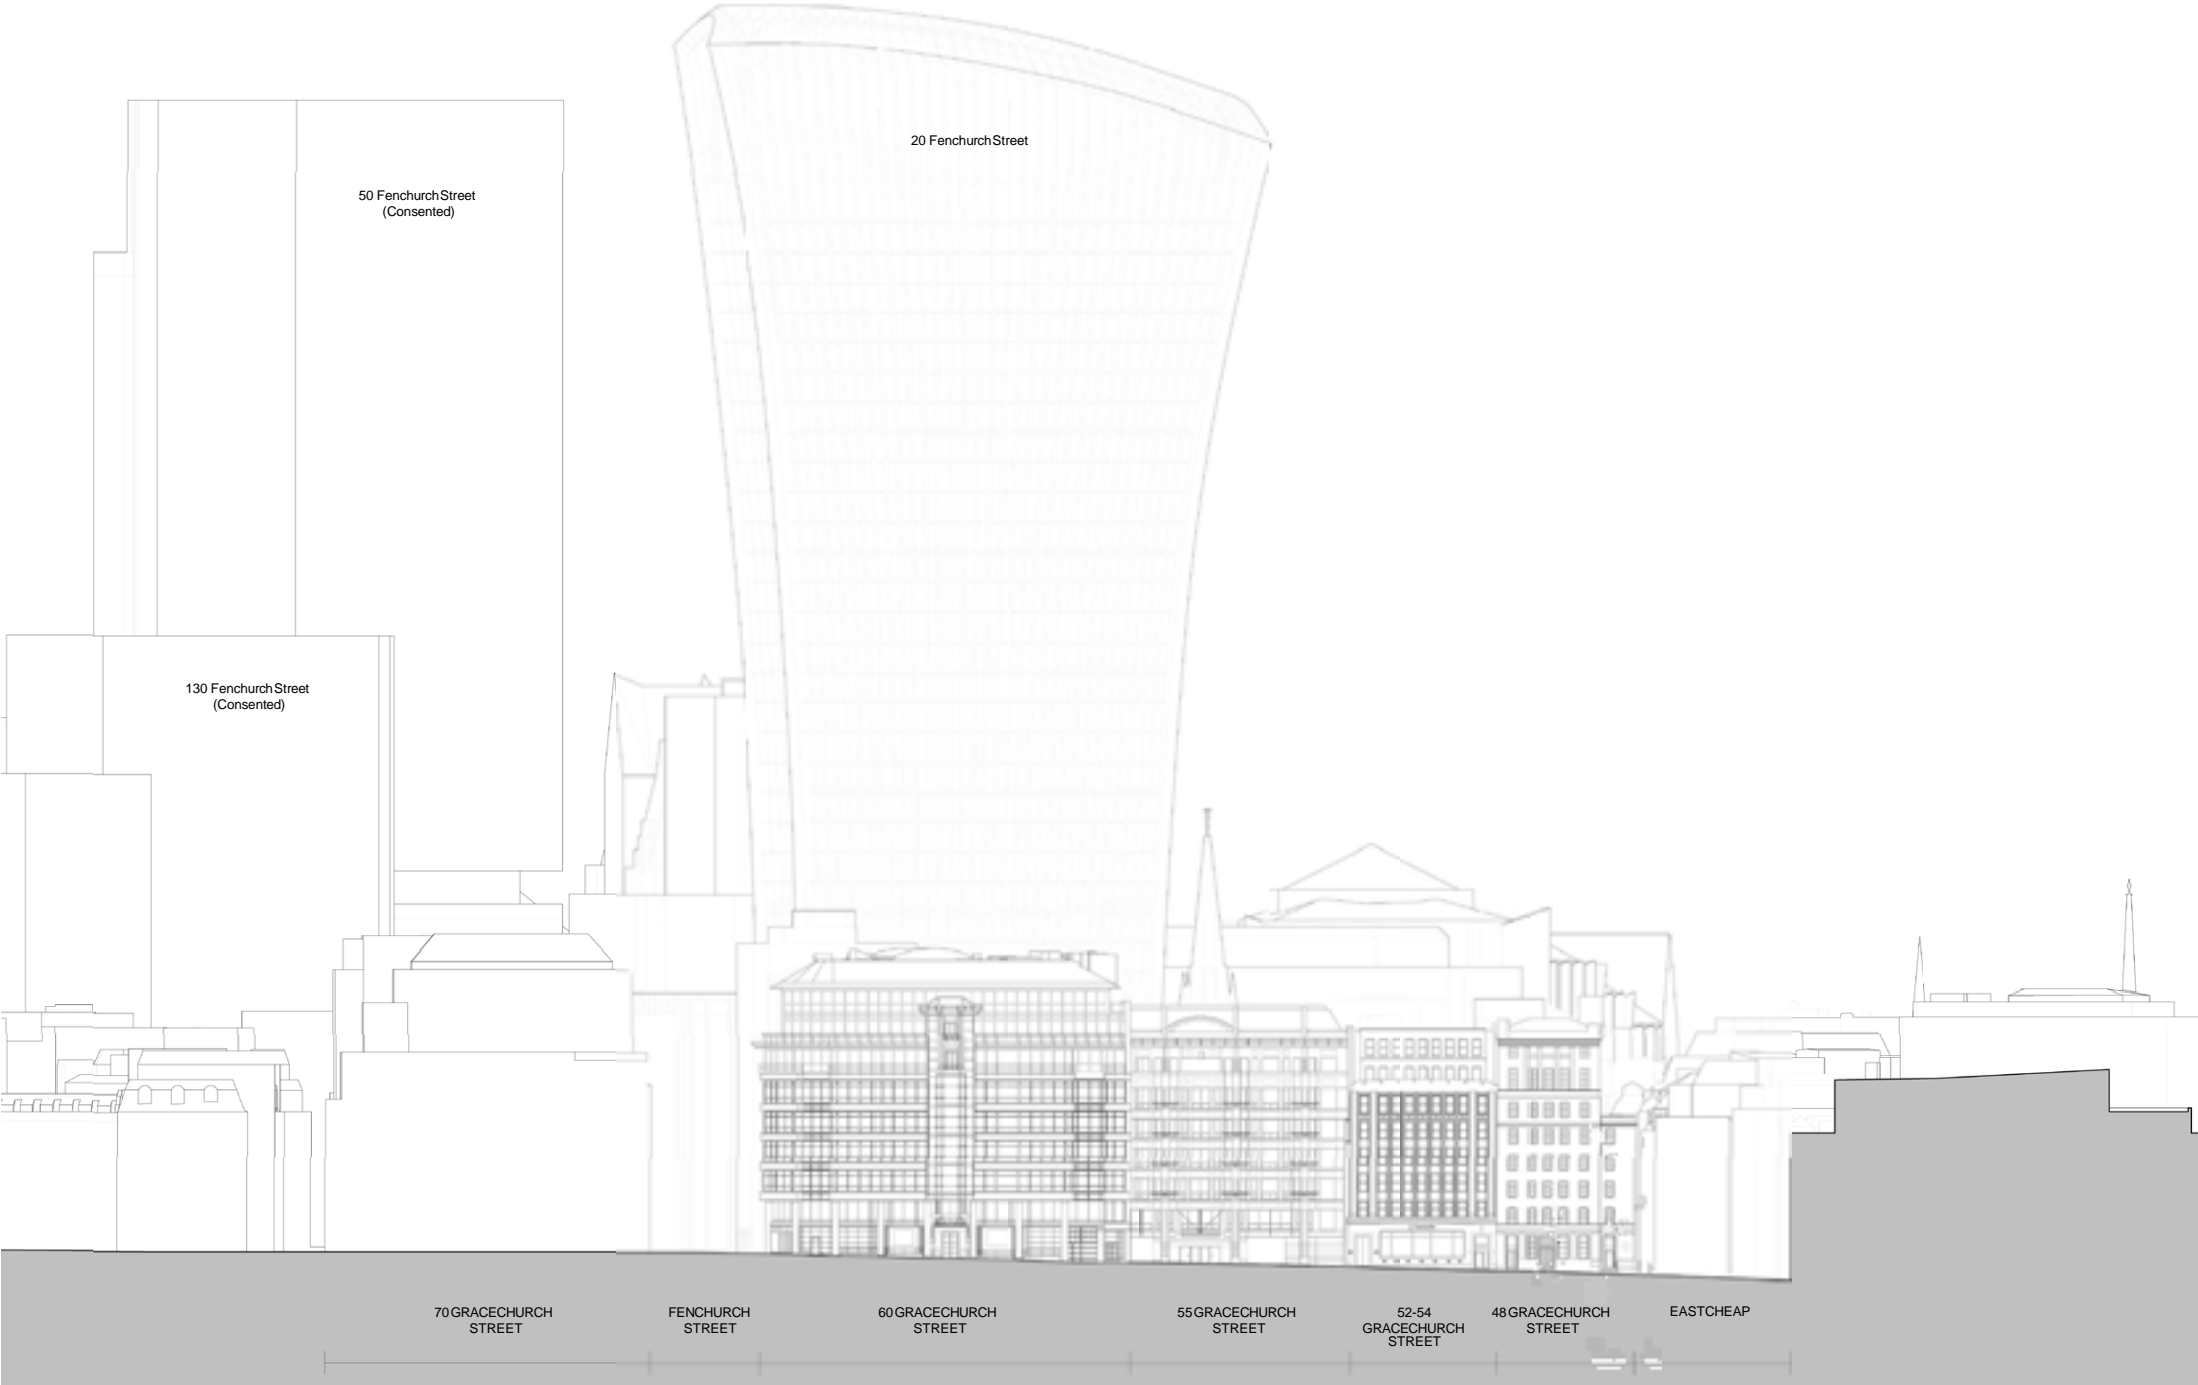 20 Fenchurch Street
50 Fenchurch Street
(Consented)
130 Fenchurch Street
(Consented)
70 GRACECHURCH
STREET
FENCHURCH
STREET
60 GRACECHURCH
STREET
55 GRACECHURCH
STREET
52-54
GRACECHURCH
STREET
48 GRACECHURCH
STREET
EASTCHEAP